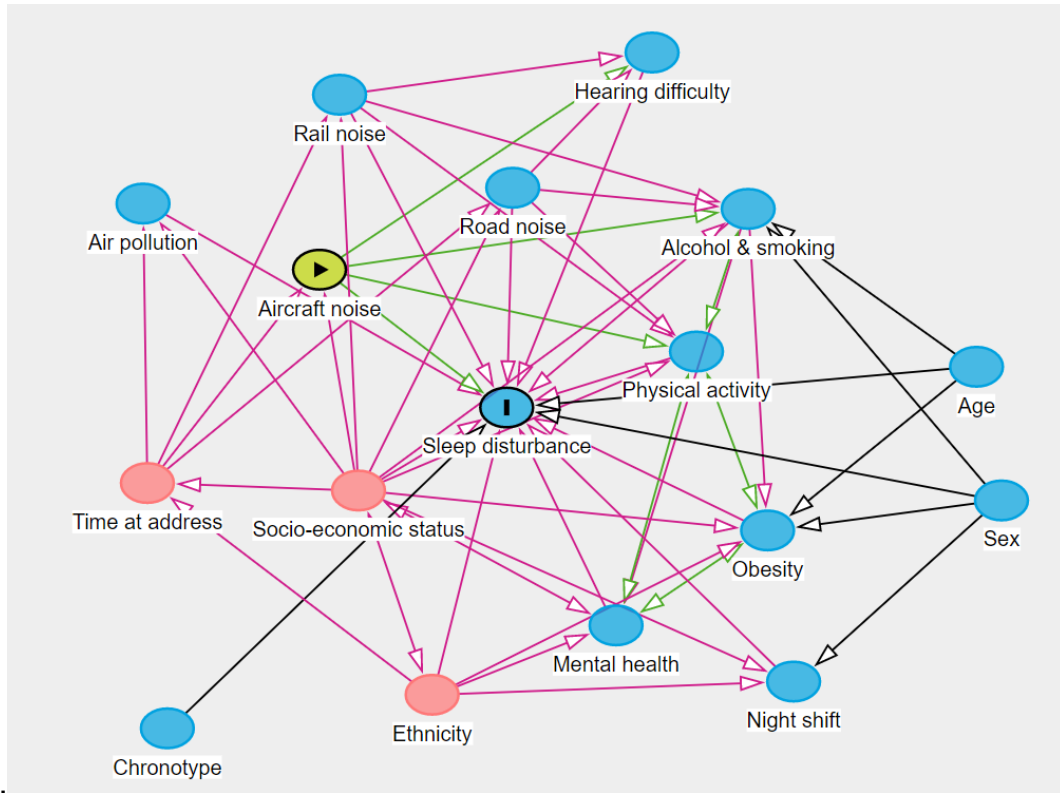 Hearing difficulty
Rail noise
Road noise
Air pollution
Alcohol & smoking
Aircraft noise
Physical activity
Age
Sleep disturbance
Time at address
Socio-economic status
Sex
Obesity
Mental health
Night shift
Ethnicity
Chronotype
.